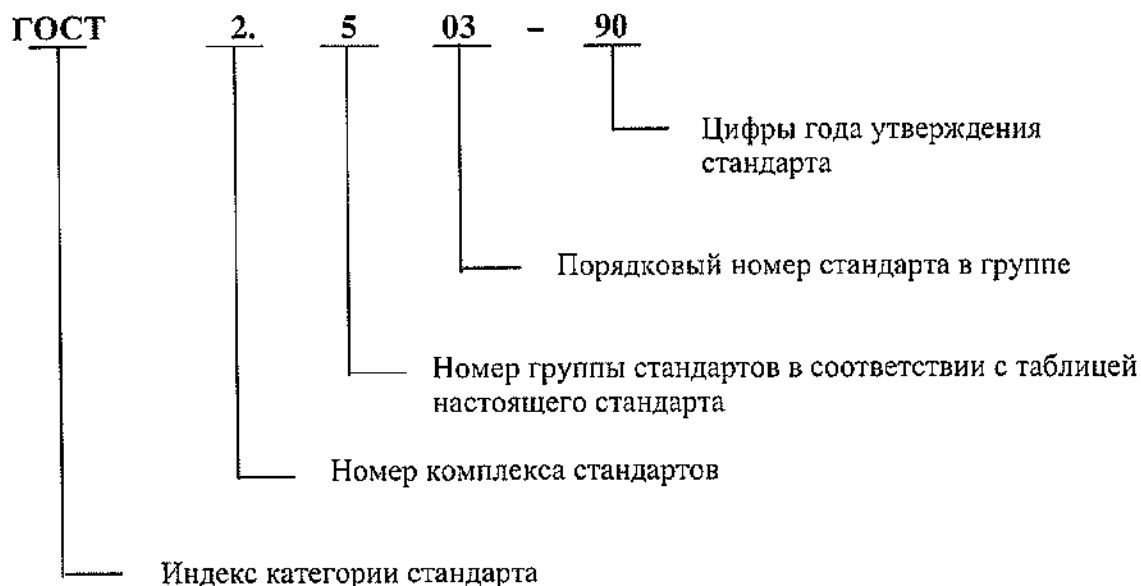 ГОСТ 2. 5 03 – 90
Цифры года утверждения
стандарта
Порядковый номер стандарта в группе
Номер группы стандартов в соответствии с таблицей
настоящего стандарта
Номер комплекса стандартов
Индекс категории стандарта